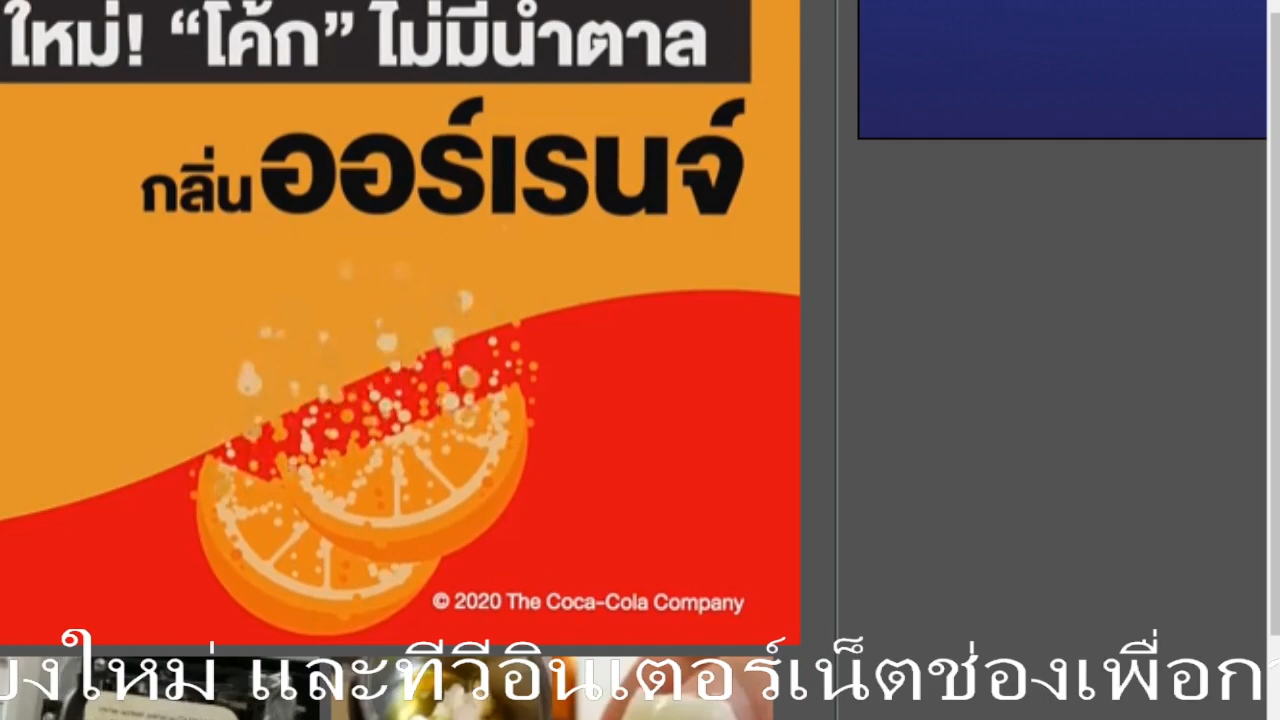 ใหม่! “โค้ก” ไม่มีน้ำตาล
กลิ่น ออร์เรนจ์
© 2020 The Coca-Cola Company
ใหม่ และทีวีอินเตอร์เน็ตช่องเพื่อ